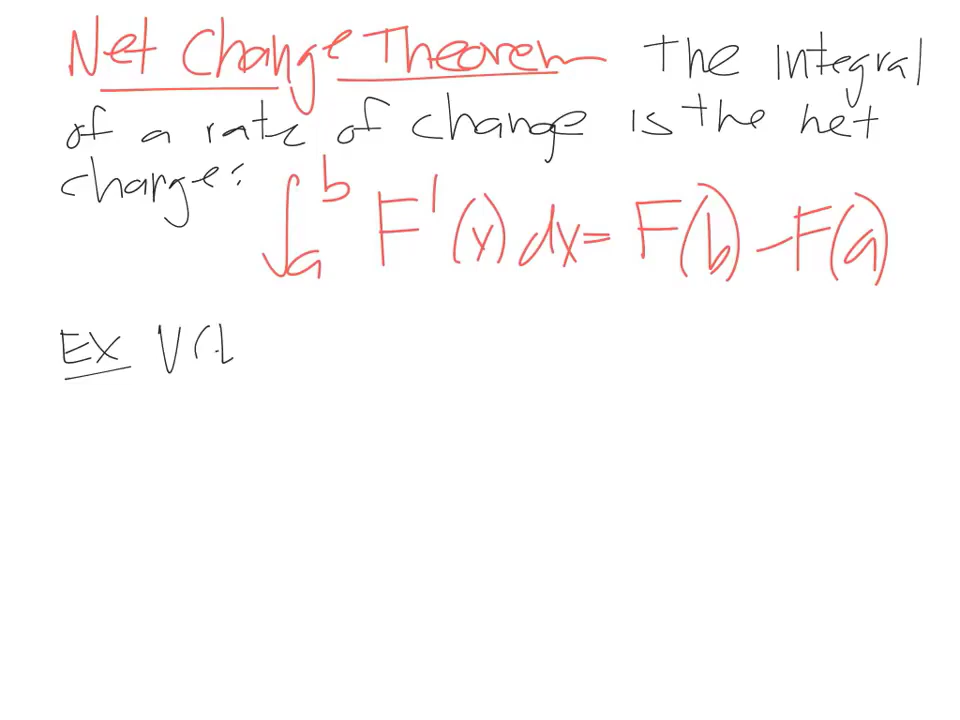 Net Change Theorem The integral
of a rate of change is the net
change:
∫_a^b F'(x) dx = F(b) - F(a)
EX V(t